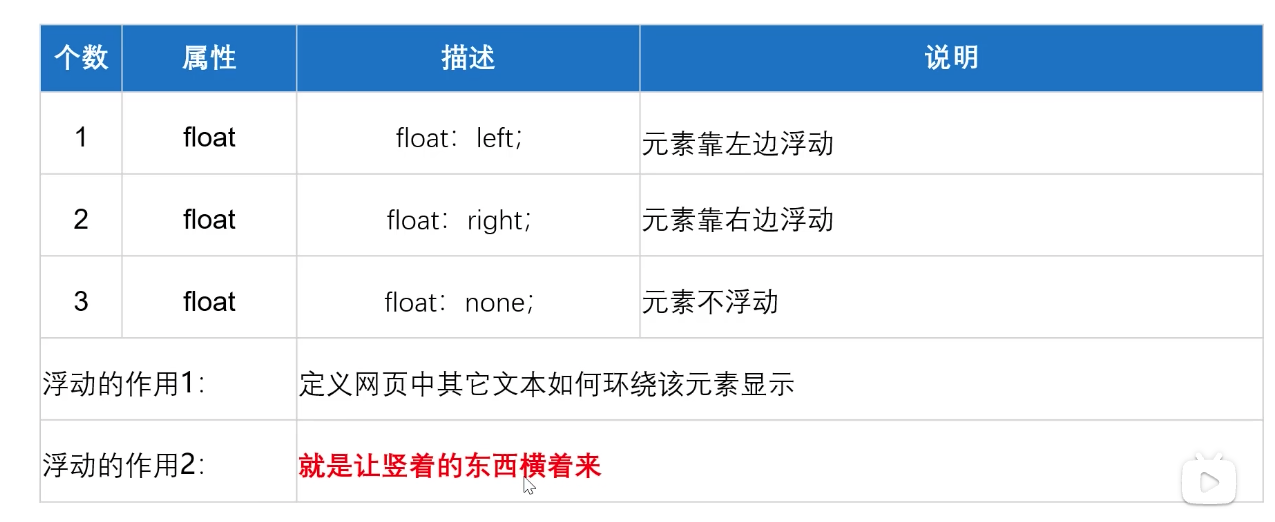 个数 属性 描述 说明
1 float float：left； 元素靠左边浮动
2 float float：right； 元素靠右边浮动
3 float float：none； 元素不浮动
浮动的作用1： 定义网页中其它文本如何环绕该元素显示
浮动的作用2： 就是让竖着的东西横着来